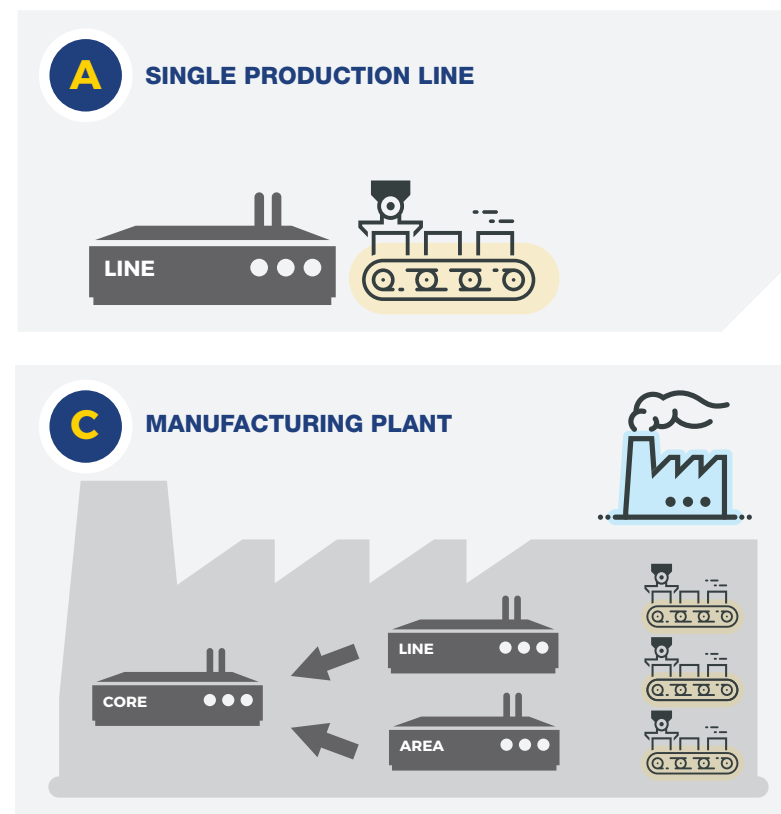 A
SINGLE PRODUCTION LINE
LINE
C
MANUFACTURING PLANT
LINE
CORE
AREA